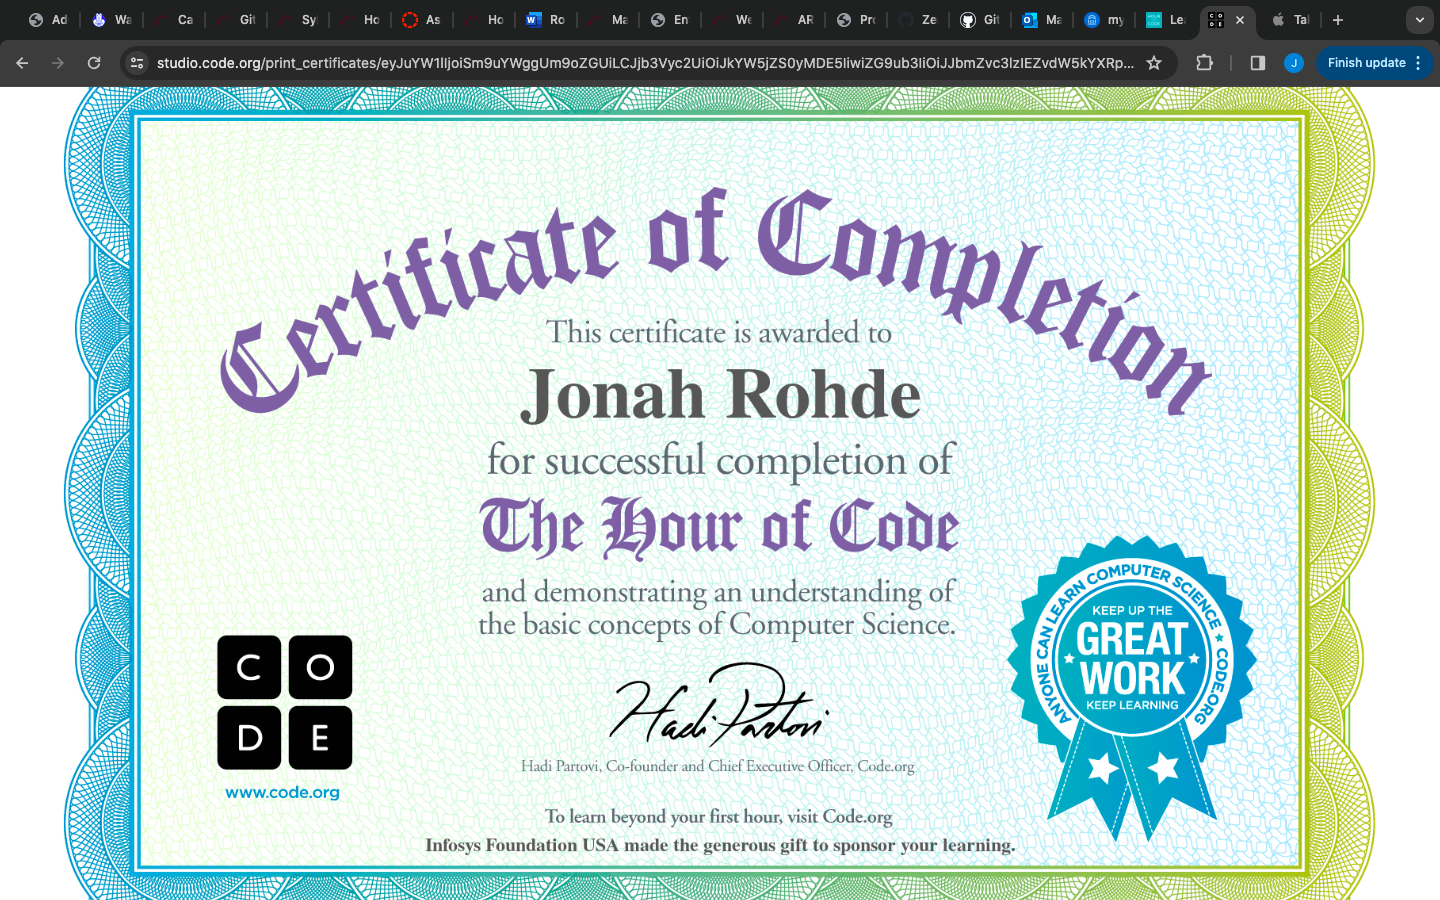 Ad
Wa
Ca
Git
Sy
Ho
As
Ho
Ro
Ma
En
We
AR
Pro
Ze
Git
Ma
my
Le
Tal
studio.code.org/print_certificates/eyJuYW1lIjoiSm9uYWggUm9oZGUiLCJjb3Vyc2UiOiJkYW5jZS0yMDE5IiwiZG9ub3IiOiJJbmZvc3lzIEZvdW5kYXRp...
J
Finish update
Certificate of Completion
This certificate is awarded to
Jonah Rohde
for successful completion of
The Hour of Code
and demonstrating an understanding of
the basic concepts of Computer Science.
CO
DE
www.code.org
Hadi Partovi
Hadi Partovi, Co-founder and Chief Executive Officer, Code.org
To learn beyond your first hour, visit Code.org
Infosys Foundation USA made the generous gift to sponsor your learning.
ANYONE CAN LEARN COMPUTER SCIENCE ★ CODE.ORG
KEEP UP THE
GREAT
WORK
KEEP LEARNING